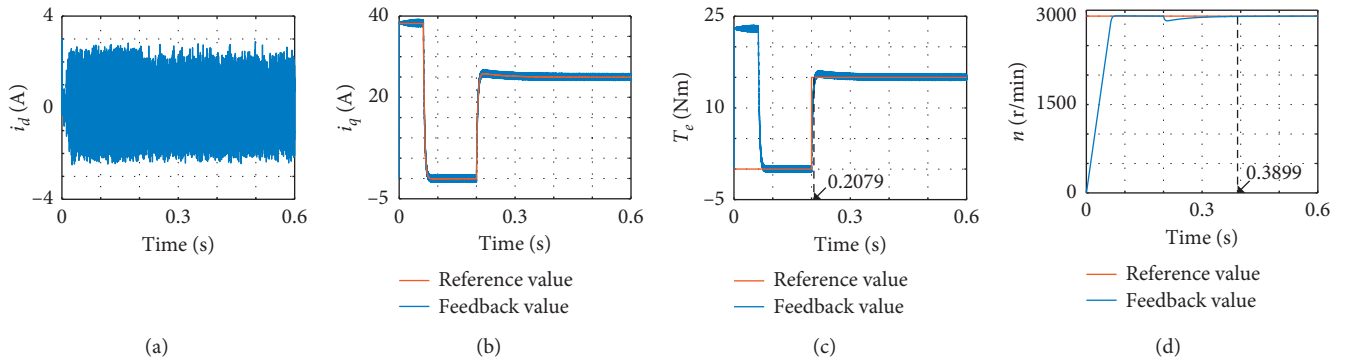 4
0
−4
i_d (A)
0
0.3
0.6
Time (s)
(a)
40
20
−5
i_q (A)
0
0.3
0.6
Time (s)
Reference value
Feedback value
(b)
25
10
−5
T_e (Nm)
0.2079
0
0.3
0.6
Time (s)
Reference value
Feedback value
(c)
3000
1500
0
n (r/min)
0.3899
0
0.3
0.6
Time (s)
Reference value
Feedback value
(d)